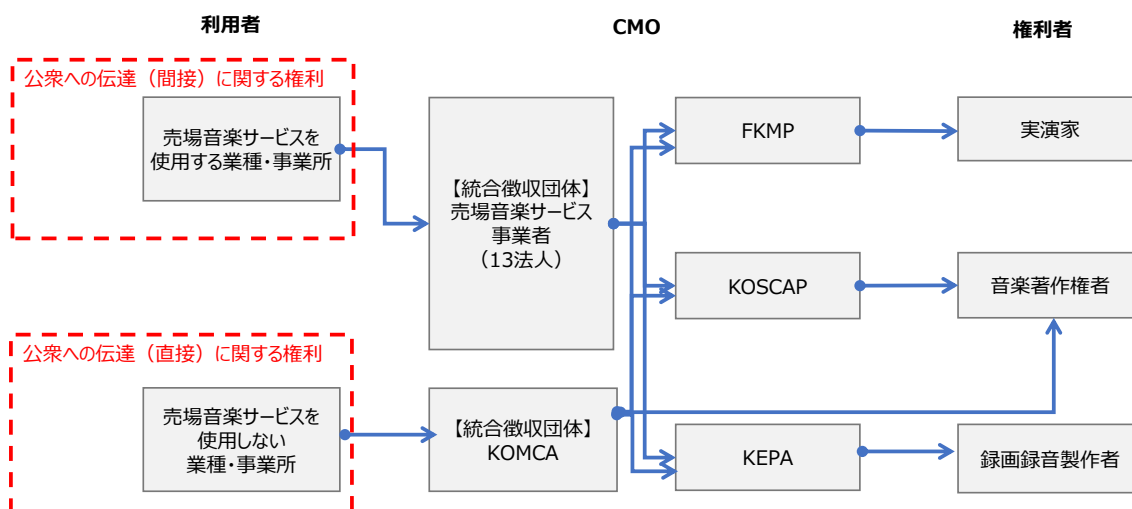 利用者
CMO
権利者
公衆への伝達（間接）に関する権利
売場音楽サービスを
使用する業種・事業所
【統合徴収団体】
売場音楽サービス
事業者
（13法人）
FKMP
実演家
KOSCAP
音楽著作権者
公衆への伝達（直接）に関する権利
売場音楽サービスを
使用しない
業種・事業所
【統合徴収団体】
KOMCA
KEPA
録画録音製作者